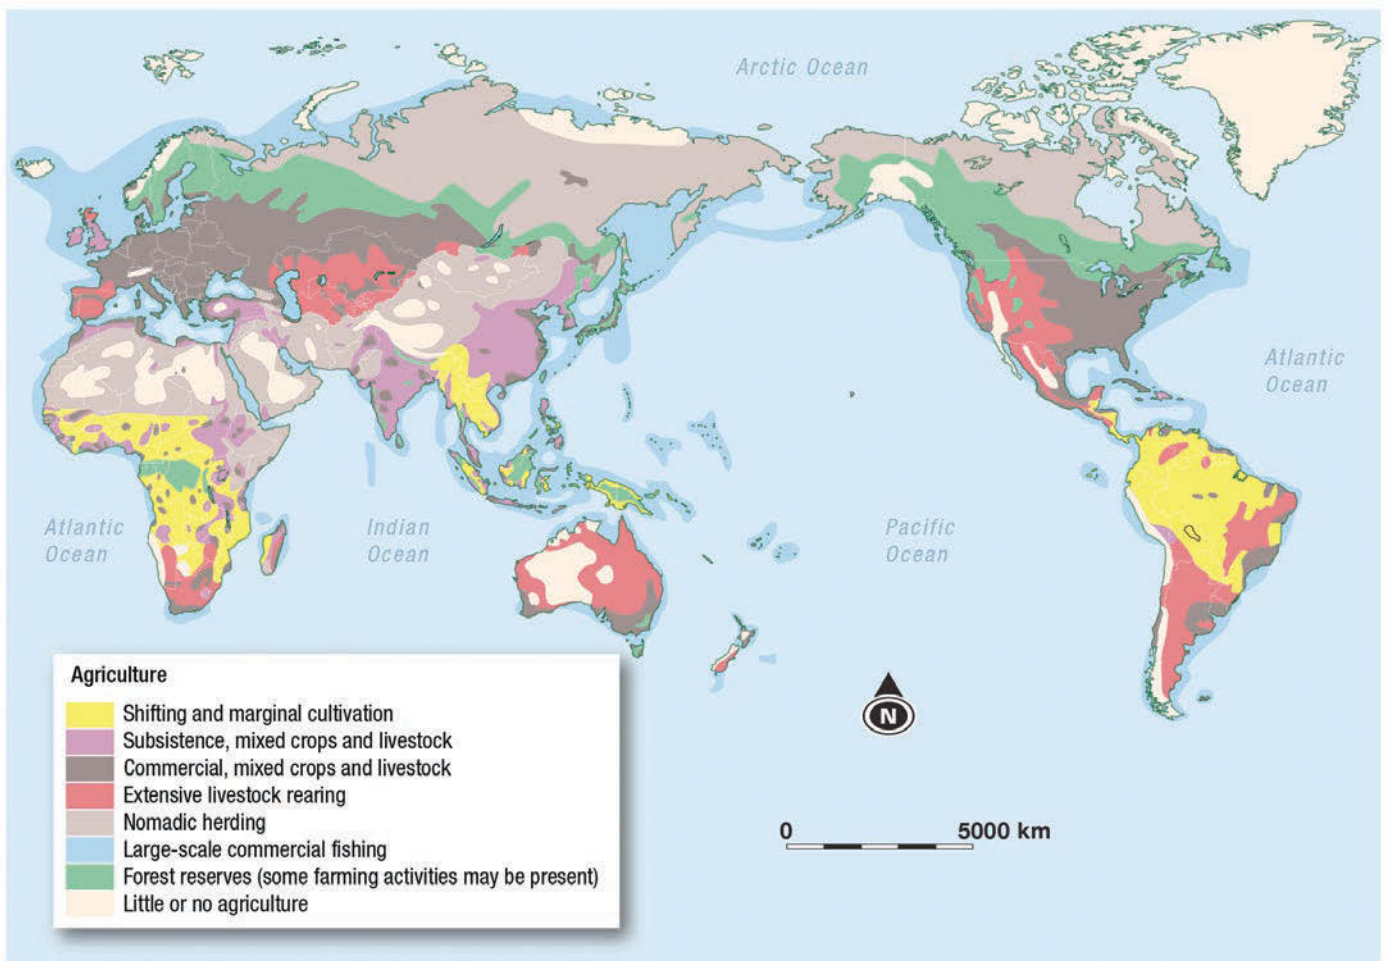 Arctic Ocean
Atlantic
Ocean
Atlantic
Ocean
Indian
Ocean
Pacific
Ocean
Agriculture
Shifting and marginal cultivation
Subsistence, mixed crops and livestock
Commercial, mixed crops and livestock
Extensive livestock rearing
Nomadic herding
Large-scale commercial fishing
Forest reserves (some farming activities may be present)
Little or no agriculture
N
0 5000 km